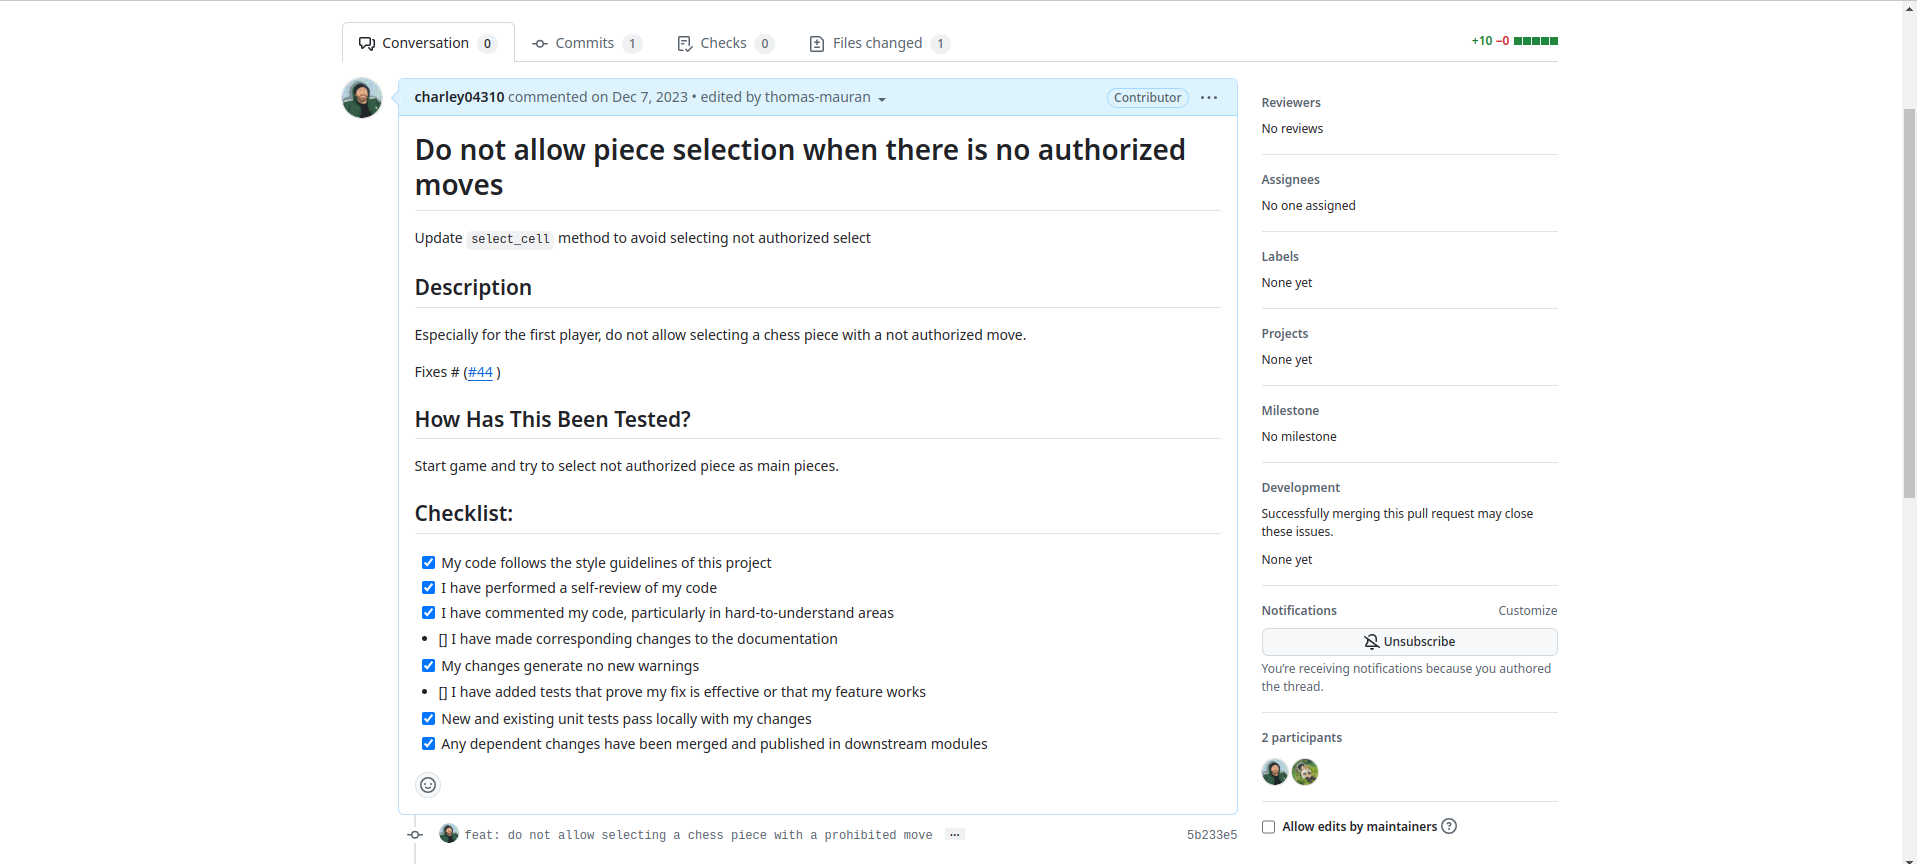 Conversation 0
Commits 1
Checks 0
Files changed 1
+10 −0
charley04310 commented on Dec 7, 2023 • edited by thomas-mauran
Contributor
Do not allow piece selection when there is no authorized
moves
Update select_cell method to avoid selecting not authorized select
Description
Especially for the first player, do not allow selecting a chess piece with a not authorized move.
Fixes # (#44 )
How Has This Been Tested?
Start game and try to select not authorized piece as main pieces.
Checklist:
My code follows the style guidelines of this project
I have performed a self-review of my code
I have commented my code, particularly in hard-to-understand areas
• [] I have made corresponding changes to the documentation
My changes generate no new warnings
• [] I have added tests that prove my fix is effective or that my feature works
New and existing unit tests pass locally with my changes
Any dependent changes have been merged and published in downstream modules
feat: do not allow selecting a chess piece with a prohibited move
5b233e5
Reviewers
No reviews
Assignees
No one assigned
Labels
None yet
Projects
None yet
Milestone
No milestone
Development
Successfully merging this pull request may close
these issues.
None yet
Notifications
Customize
Unsubscribe
You're receiving notifications because you authored
the thread.
2 participants
Allow edits by maintainers